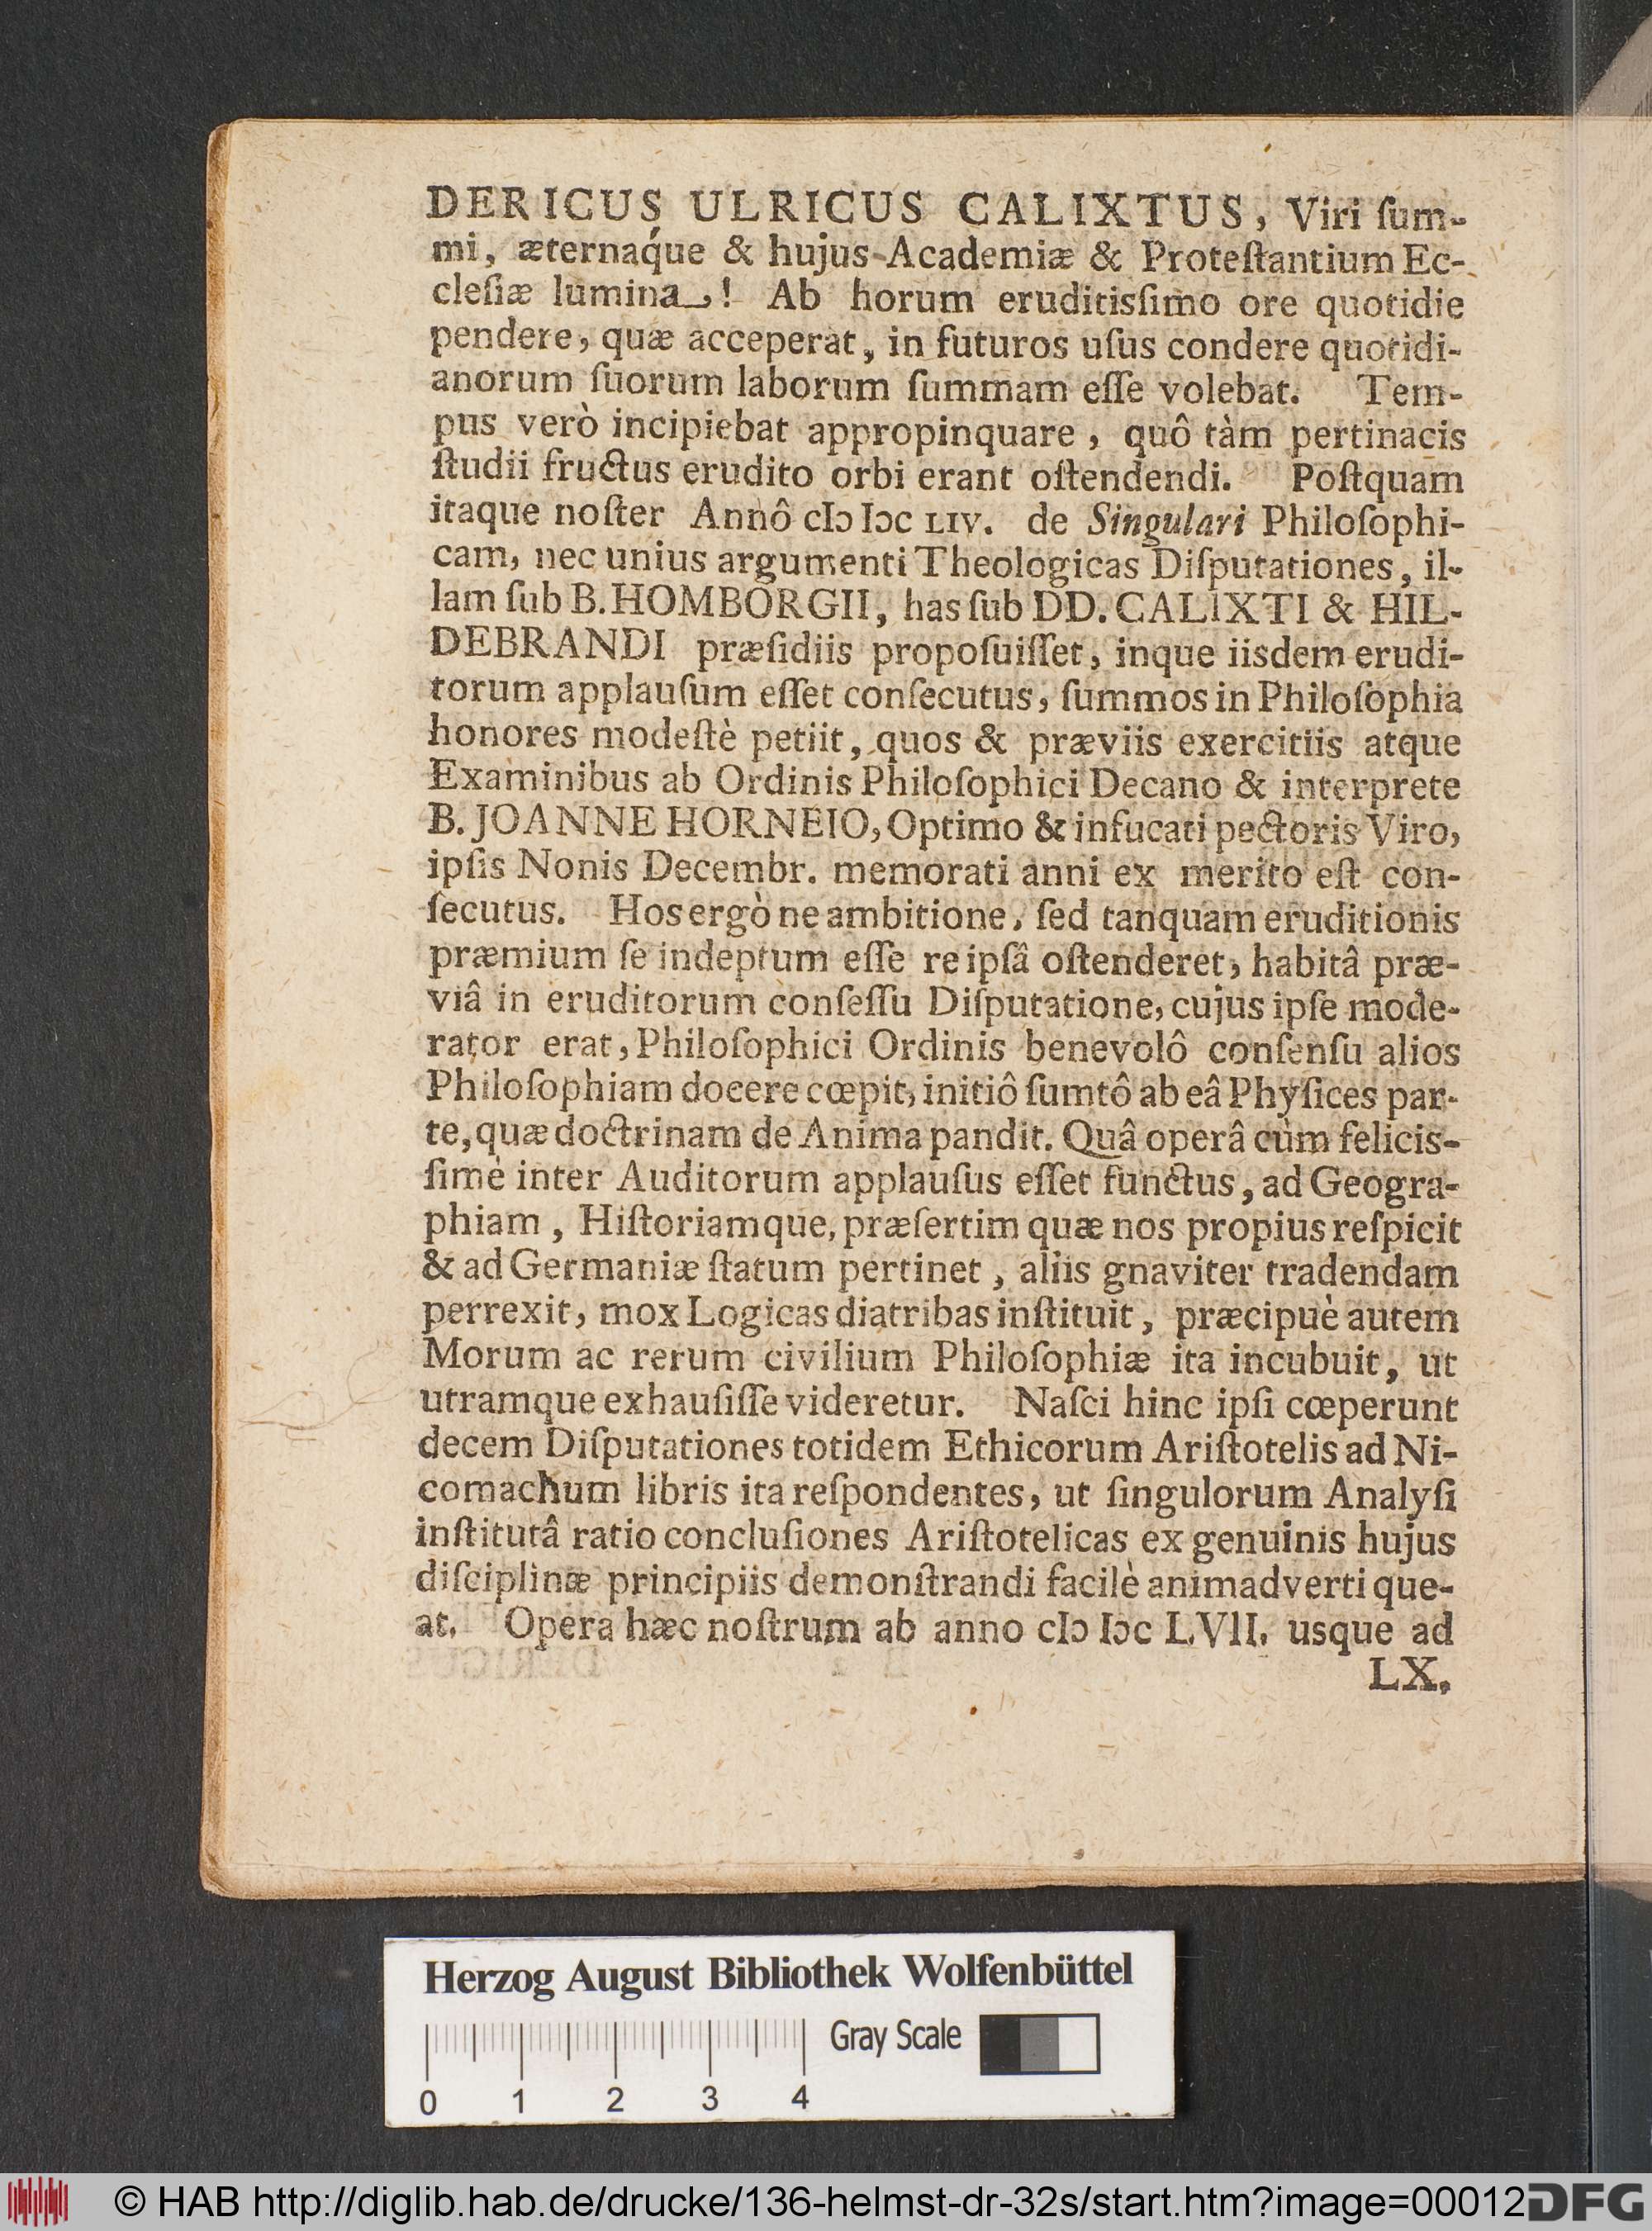 DERICUS ULRICUS CALIXTUS, Viri ſum-
mi, æternaq́ue & hujus Academiæ & Proteſtantium Ec-
cleſiæ lumina! Ab horum eruditisſimo ore quotidie
pendere, quæ acceperat, in futuros uſus condere quotidi-
anorum ſuorum laborum ſummam eſſe volebat. Tem-
pus verò incipiebat appropinquare, quô tàm pertinacis
ſtudii fructus erudito orbi erant oſtendendi. Poſtquam
itaque noſter Annô cIↄ Iↄc LIV. de Singulari Philoſophi-
cam, nec unius argumenti Theologicas Diſputationes, il-
lam ſub B. HOMBORGII, has ſub DD. CALIXTI & HIL-
DEBRANDI præſidiis propoſuiſſet, inque iisdem erudi-
torum applauſum eſſet conſecutus, ſummos in Philoſophia
honores modeſtè petiit, quos & præviis exercitiis atque
Examinibus ab Ordinis Philoſophici Decano & interprete
B. JOANNE HORNEIO, Optimo & infucati pectoris Viro,
ipſis Nonis Decembr. memorati anni ex merito eſt con-
ſecutus. Hos ergò ne ambitione, ſed tanquam eruditionis
præmium ſe indeptum eſſe re ipſâ oſtenderet, habitâ præ-
viâ in eruditorum conſeſſu Diſputatione, cujus ipſe mode-
rator erat, Philoſophici Ordinis benevolô conſenſu alios
Philoſophiam docere cœpit, initiô ſumtô ab eâ Phyſices par-
te, quæ doctrinam de Anima pandit. Quâ operâ cùm felicis-
ſimè inter Auditorum applauſus eſſet functus, ad Geogra-
phiam, Hiſtoriamque, præſertim quæ nos propius reſpicit
& ad Germaniæ ſtatum pertinet, aliis gnaviter tradendam
perrexit, mox Logicas diatribas inſtituit, præcipuè autem
Morum ac rerum civilium Philoſophiæ ita incubuit, ut
utramque exhauſiſſe videretur. Naſci hinc ipſi cœperunt
decem Diſputationes totidem Ethicorum Ariſtotelis ad Ni-
comachum libris ita reſpondentes, ut ſingulorum Analyſi
inſtitutâ ratio concluſiones Ariſtotelicas ex genuinis hujus
diſciplinæ principiis demonſtrandi facilè animadverti que-
at. Opera hæc noſtrum ab anno cIↄ Iↄc LVII. usque ad
LX,
Herzog August Bibliothek Wolfenbüttel
Gray Scale
0 1 2 3 4
© HAB http://diglib.hab.de/drucke/136-helmst-dr-32s/start.htm?image=00012
DFG